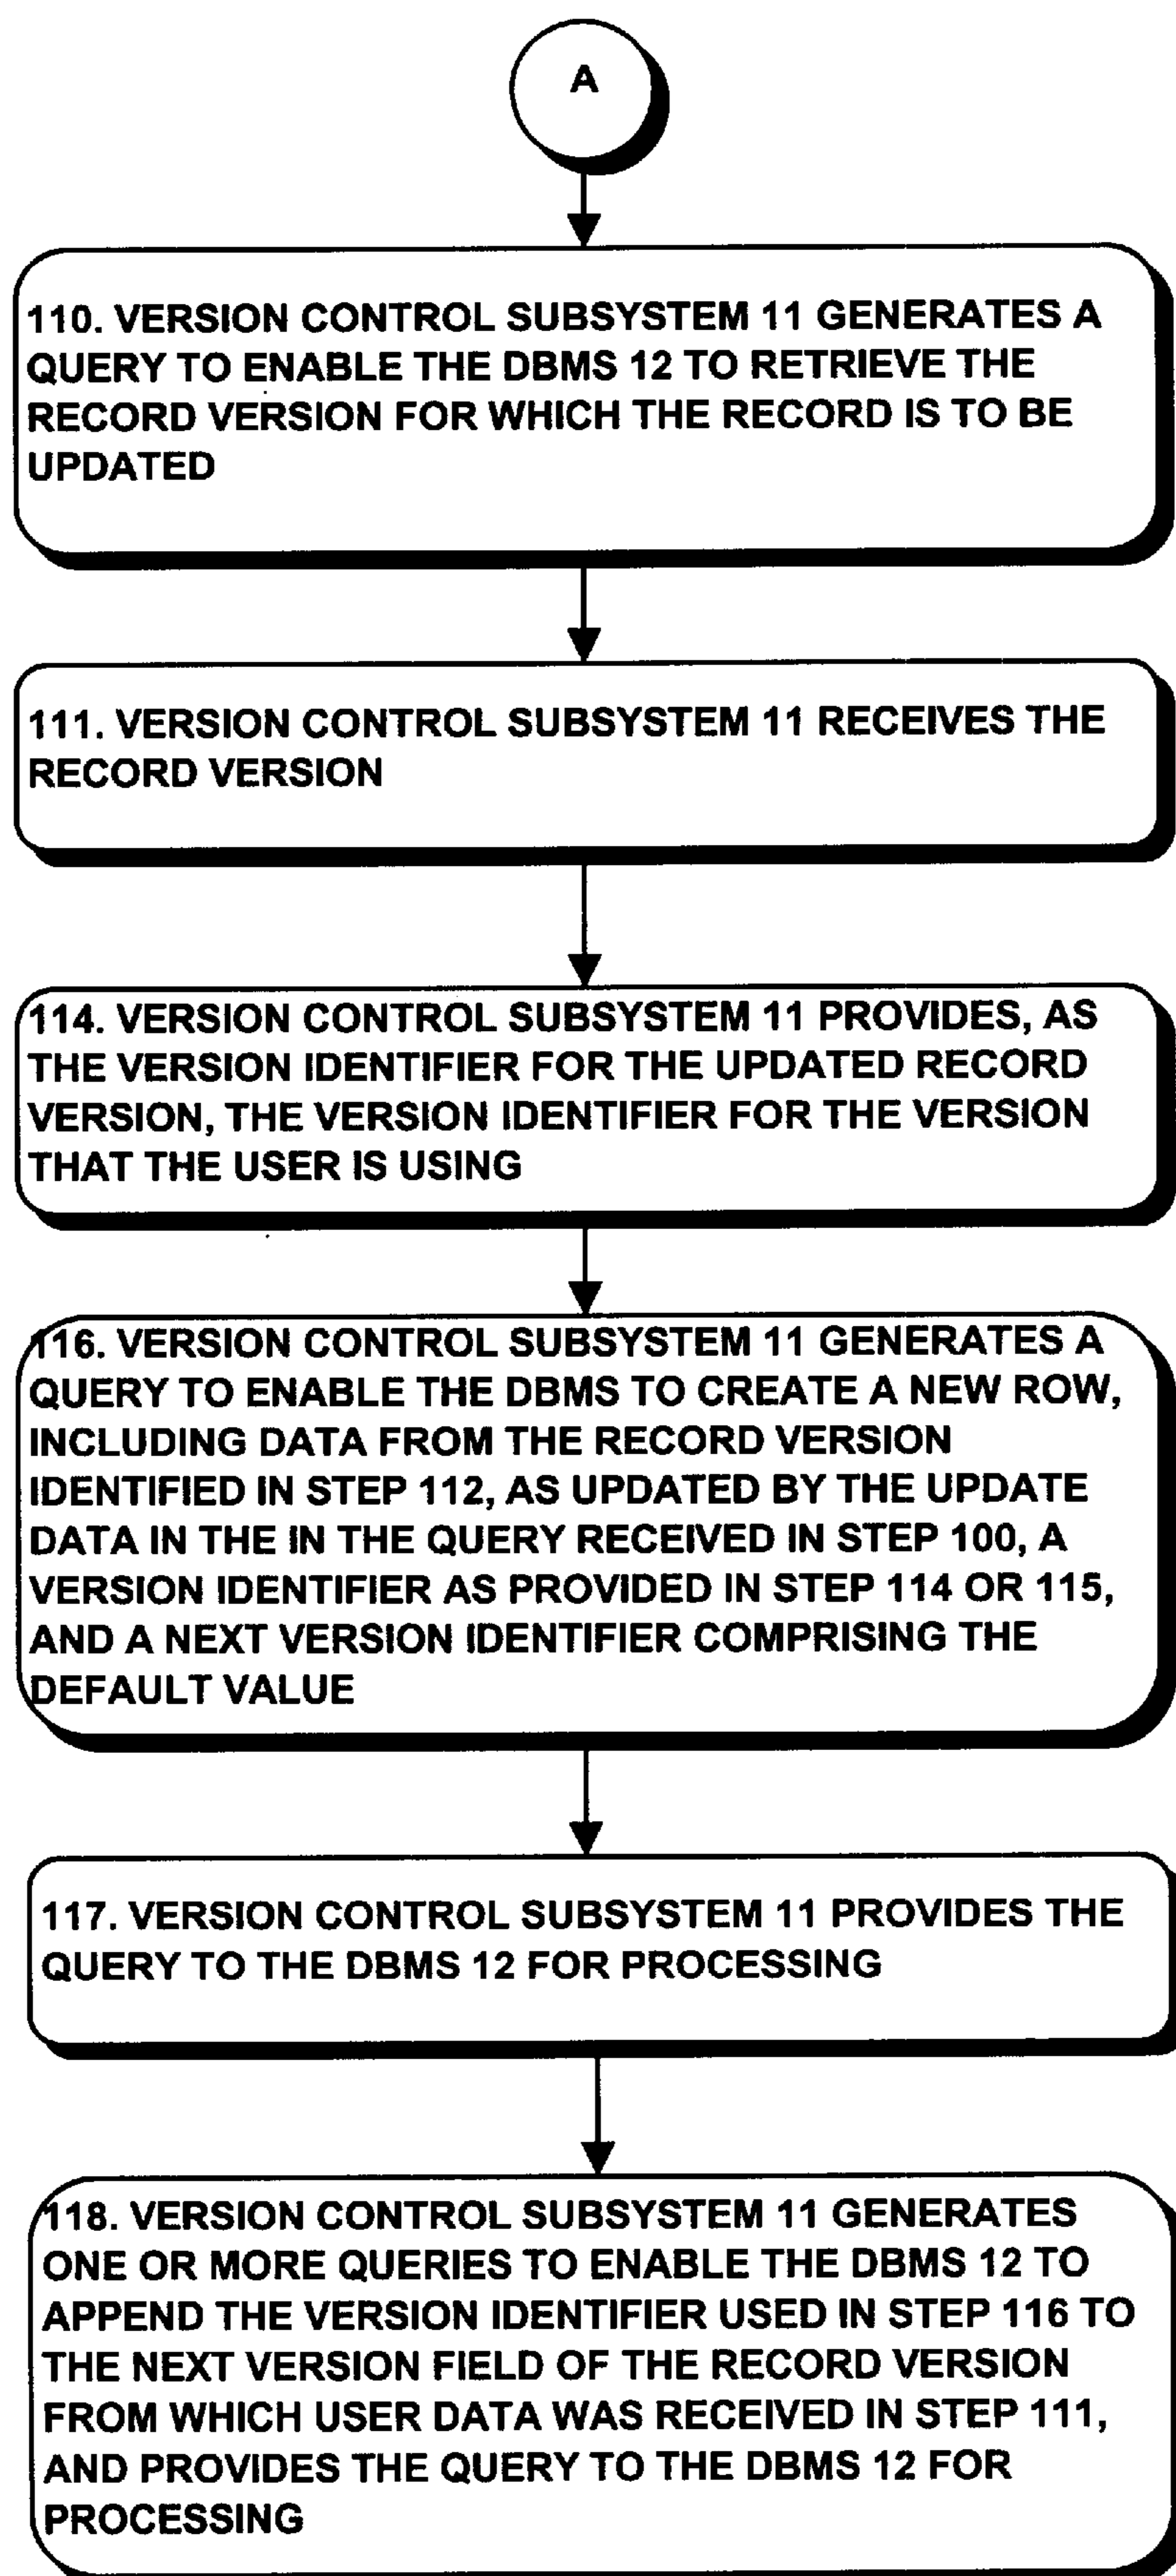 A
110. VERSION CONTROL SUBSYSTEM 11 GENERATES A
QUERY TO ENABLE THE DBMS 12 TO RETRIEVE THE
RECORD VERSION FOR WHICH THE RECORD IS TO BE
UPDATED
111. VERSION CONTROL SUBSYSTEM 11 RECEIVES THE
RECORD VERSION
114. VERSION CONTROL SUBSYSTEM 11 PROVIDES, AS
THE VERSION IDENTIFIER FOR THE UPDATED RECORD
VERSION, THE VERSION IDENTIFIER FOR THE VERSION
THAT THE USER IS USING
116. VERSION CONTROL SUBSYSTEM 11 GENERATES A
QUERY TO ENABLE THE DBMS TO CREATE A NEW ROW,
INCLUDING DATA FROM THE RECORD VERSION
IDENTIFIED IN STEP 112, AS UPDATED BY THE UPDATE
DATA IN THE IN THE QUERY RECEIVED IN STEP 100, A
VERSION IDENTIFIER AS PROVIDED IN STEP 114 OR 115,
AND A NEXT VERSION IDENTIFIER COMPRISING THE
DEFAULT VALUE
117. VERSION CONTROL SUBSYSTEM 11 PROVIDES THE
QUERY TO THE DBMS 12 FOR PROCESSING
118. VERSION CONTROL SUBSYSTEM 11 GENERATES
ONE OR MORE QUERIES TO ENABLE THE DBMS 12 TO
APPEND THE VERSION IDENTIFIER USED IN STEP 116 TO
THE NEXT VERSION FIELD OF THE RECORD VERSION
FROM WHICH USER DATA WAS RECEIVED IN STEP 111,
AND PROVIDES THE QUERY TO THE DBMS 12 FOR
PROCESSING